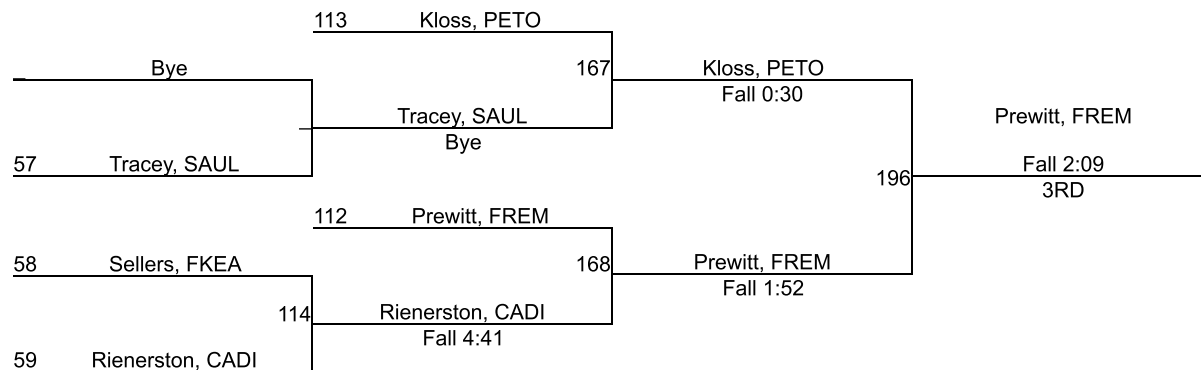 113 Kloss, PETO
Bye
167 Kloss, PETO
Fall 0:30
Tracey, SAUL
Bye
Prewitt, FREM
57 Tracey, SAUL
Fall 2:09
196
3RD
112 Prewitt, FREM
58 Sellers, FKEA
168 Prewitt, FREM
Fall 1:52
114 Rienerston, CADI
Fall 4:41
59 Rienerston, CADI